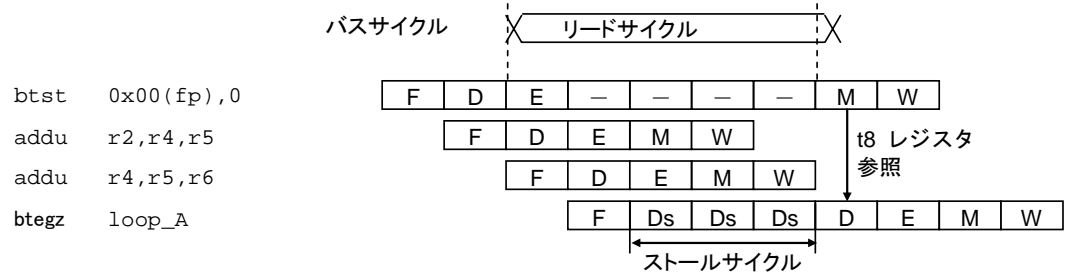 バスサイクル リードサイクル
btst 0x00(fp),0 F D E — — — — M W
addu r2,r4,r5 F D E M W t8 レジスタ
addu r4,r5,r6 F D E M W 参照
btegz loop_A F Ds Ds Ds D E M W
ストールサイクル